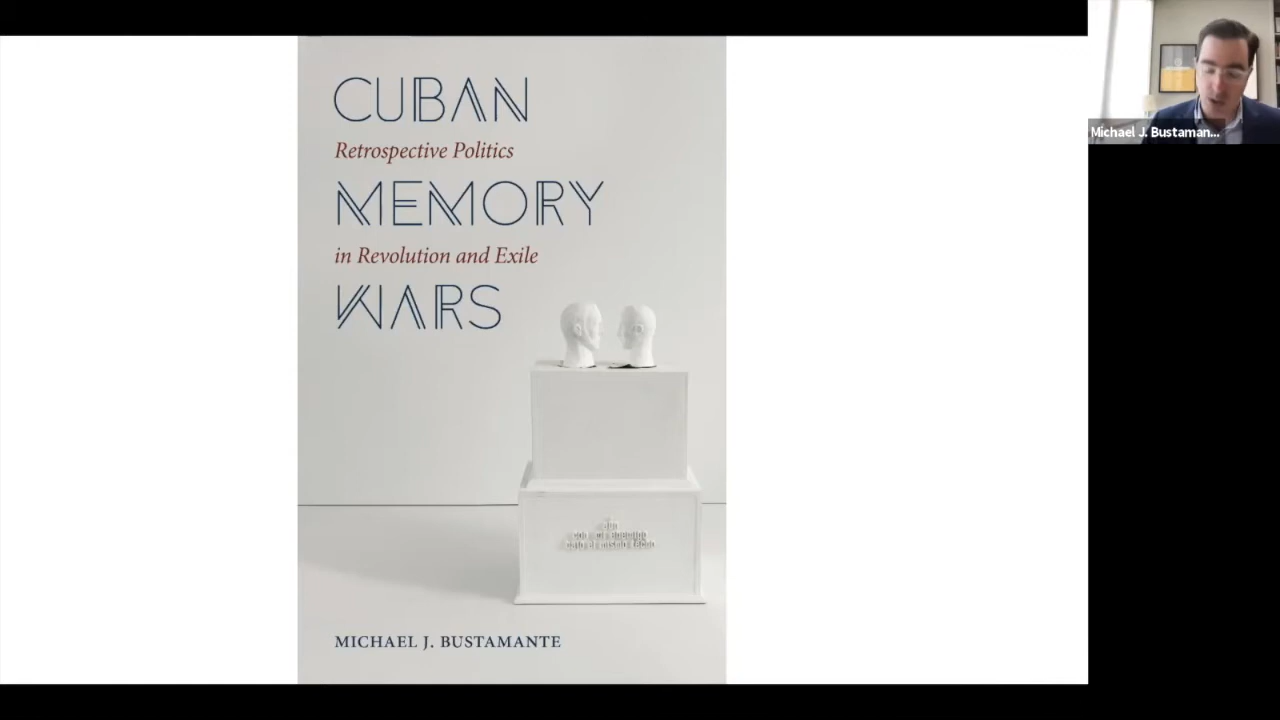 CUBAN
Retrospective Politics
MEMORY
in Revolution and Exile
WARS
MICHAEL J. BUSTAMANTE
Michael J. Bustaman...